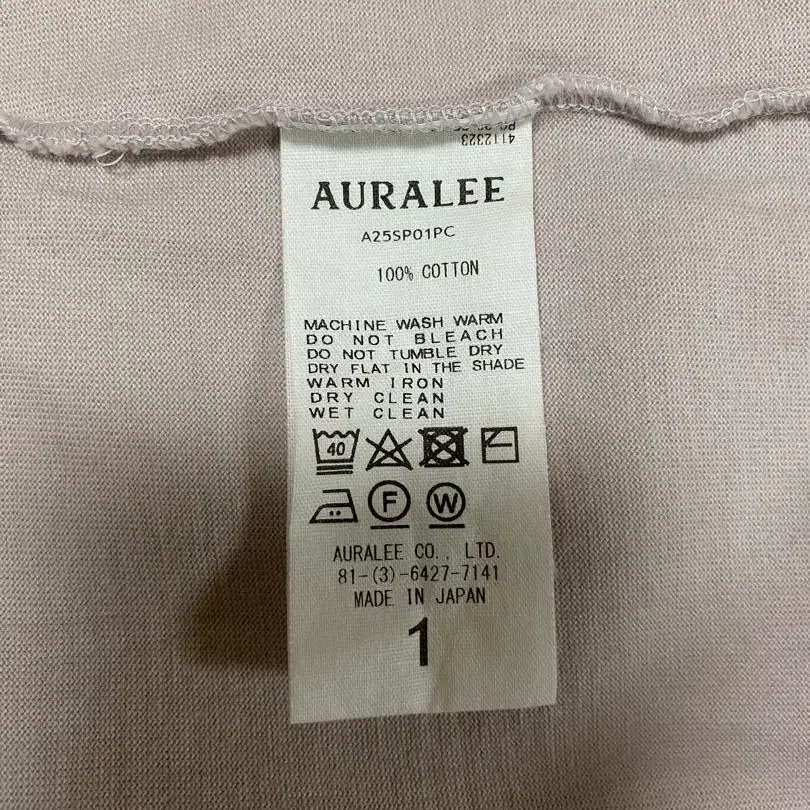 4112323
AURALEE
A25SP01PC
100% COTTON
MACHINE WASH WARM
DO NOT BLEACH
DO NOT TUMBLE DRY
DRY FLAT IN THE SHADE
WARM IRON
DRY CLEAN
WET CLEAN
40
F
W
AURALEE CO., LTD.
81-(3)-6427-7141
MADE IN JAPAN
1